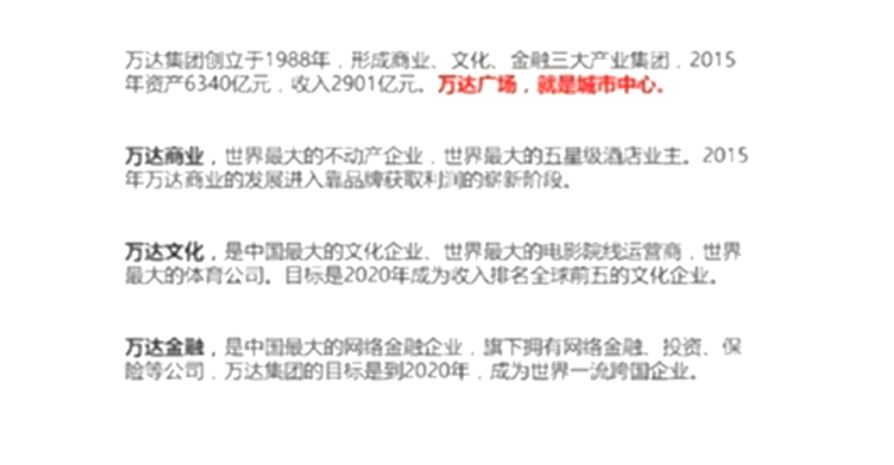 万达集团创立于1988年，形成商业、文化、金融三大产业集团，2015
年资产6340亿元，收入2901亿元。万达广场，就是城市中心。
万达商业，世界最大的不动产企业，世界最大的五星级酒店业主。2015
年万达商业的发展进入靠品牌获取利润的崭新阶段。
万达文化，是中国最大的文化企业、世界最大的电影院线运营商，世界
最大的体育公司。目标是2020年成为收入排名全球前五的文化企业。
万达金融，是中国最大的网络金融企业，旗下拥有网络金融、投资、保
险等公司，万达集团的目标是到2020年，成为世界一流跨国企业。